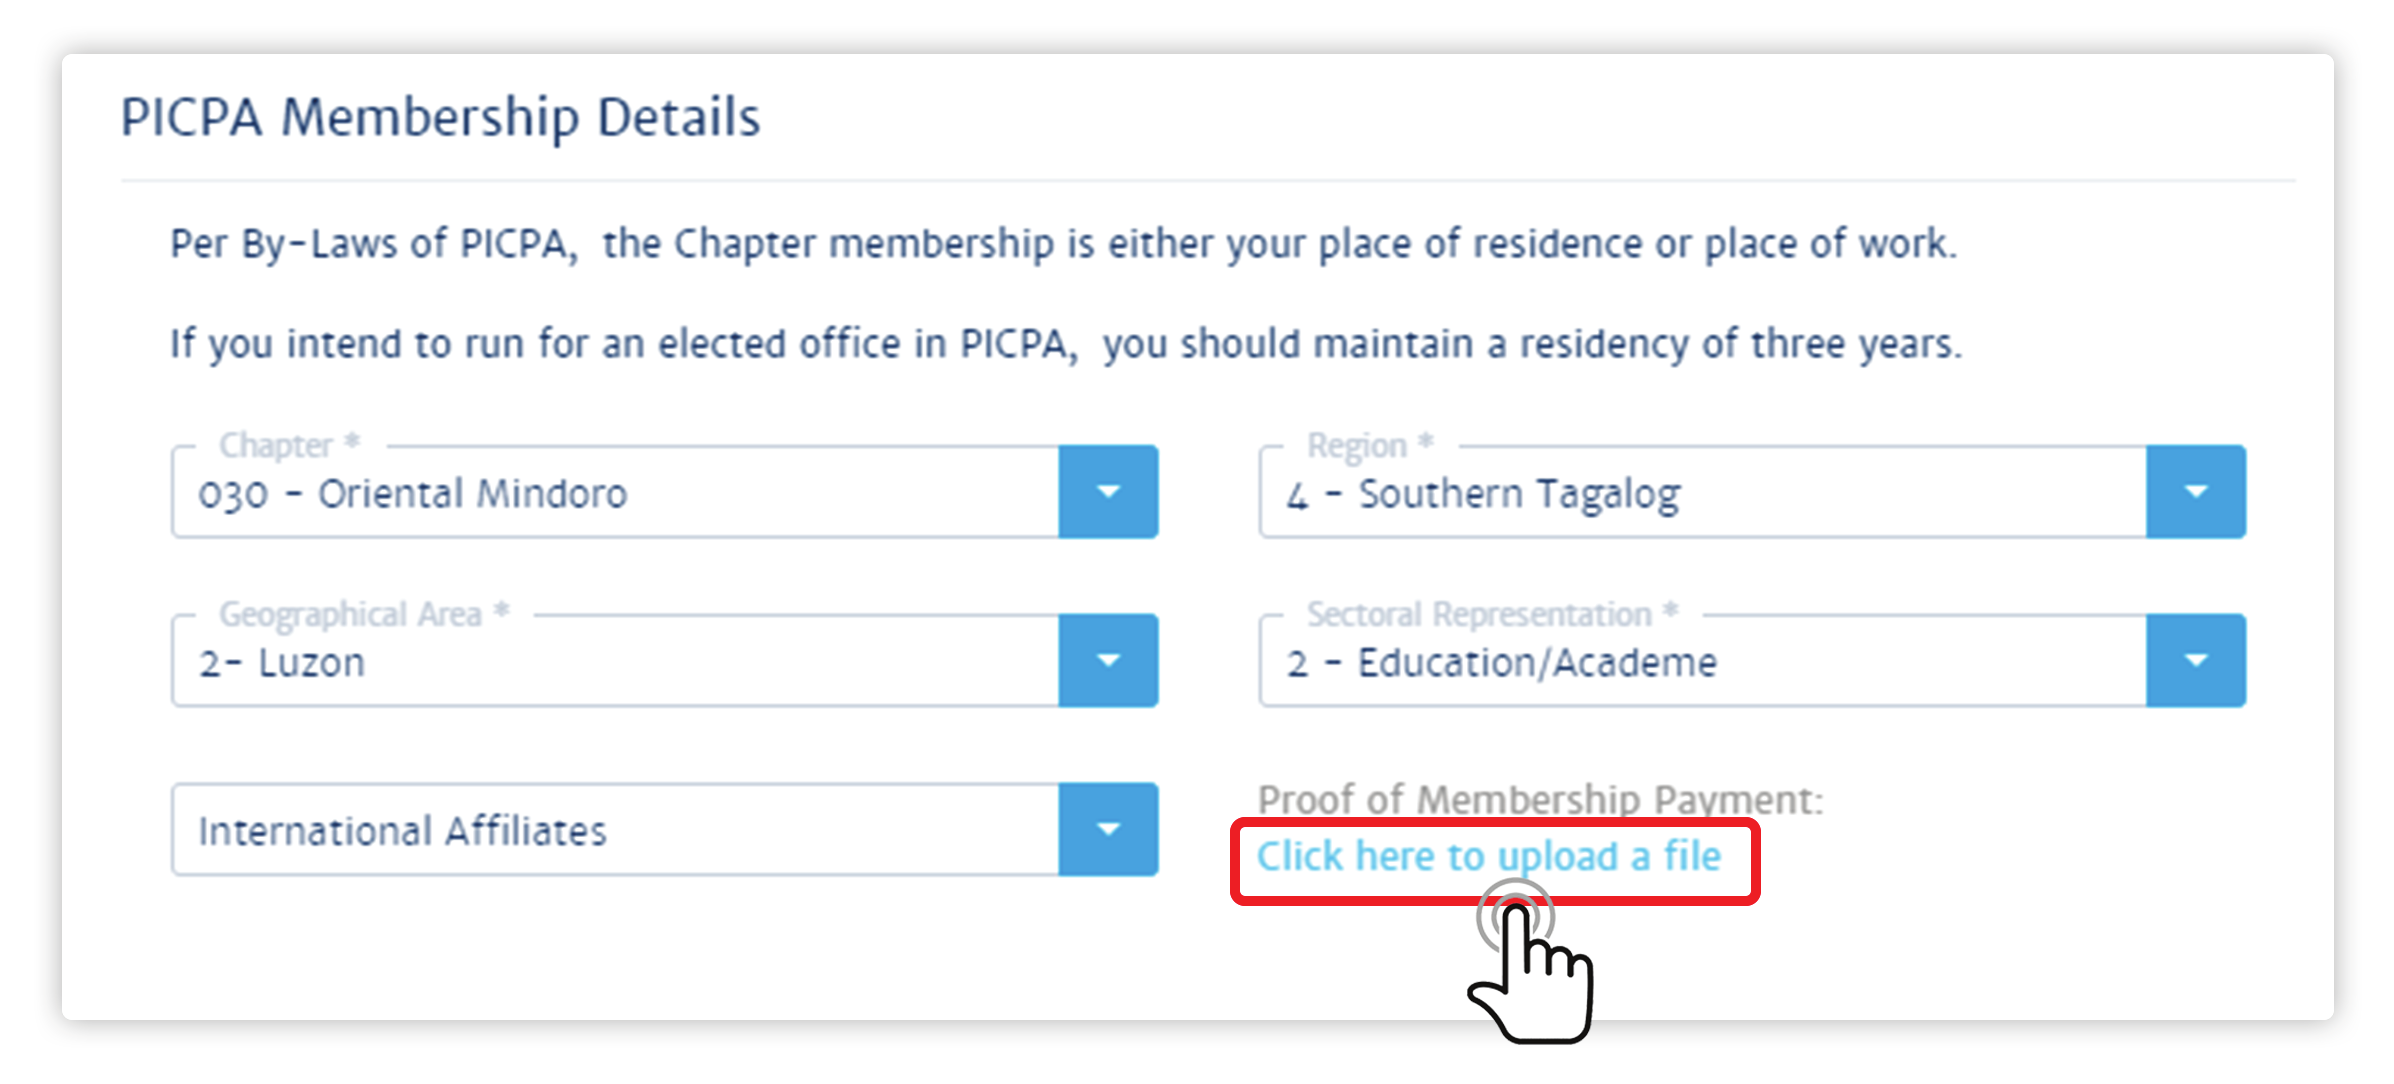 PICPA Membership Details
Per By-Laws of PICPA, the Chapter membership is either your place of residence or place of work.
If you intend to run for an elected office in PICPA, you should maintain a residency of three years.
Chapter *
030 - Oriental Mindoro
Region *
4 - Southern Tagalog
Geographical Area *
2- Luzon
Sectoral Representation *
2 - Education/Academe
International Affiliates
Proof of Membership Payment:
Click here to upload a file